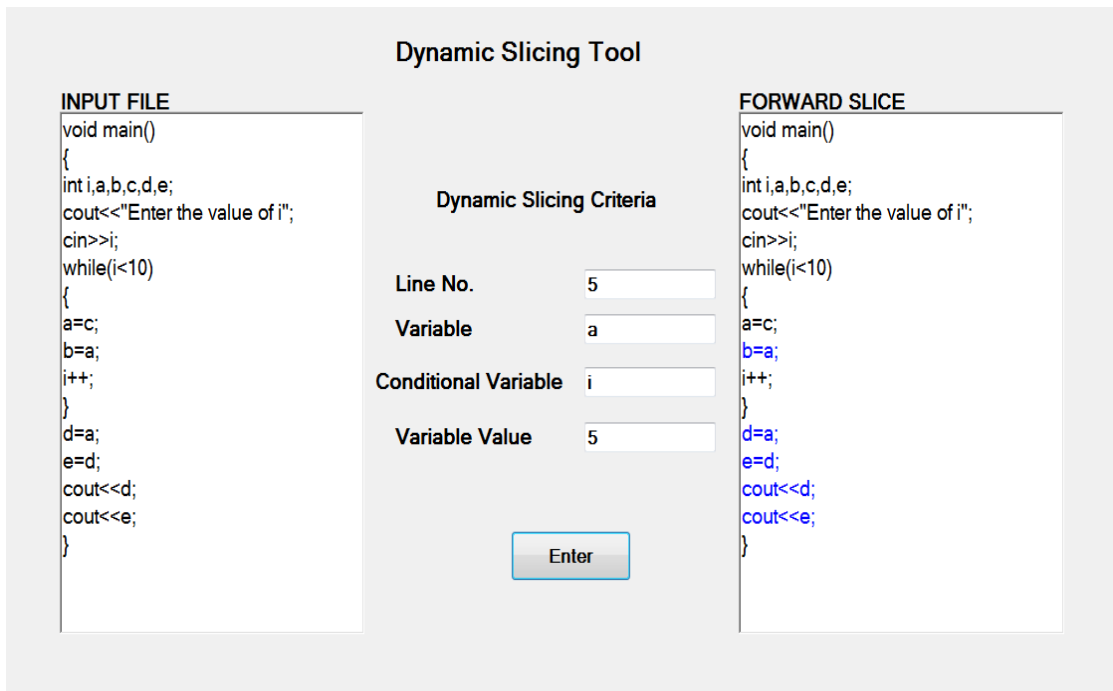 Dynamic Slicing Tool
INPUT FILE
void main()
{
int i,a,b,c,d,e;
cout<<"Enter the value of i";
cin>>i;
while(i<10)
{
a=c;
b=a;
i++;
}
d=a;
e=d;
cout<<d;
cout<<e;
}
Dynamic Slicing Criteria
Line No. 5
Variable a
Conditional Variable i
Variable Value 5
Enter
FORWARD SLICE
void main()
{
int i,a,b,c,d,e;
cout<<"Enter the value of i";
cin>>i;
while(i<10)
{
a=c;
b=a;
i++;
}
d=a;
e=d;
cout<<d;
cout<<e;
}